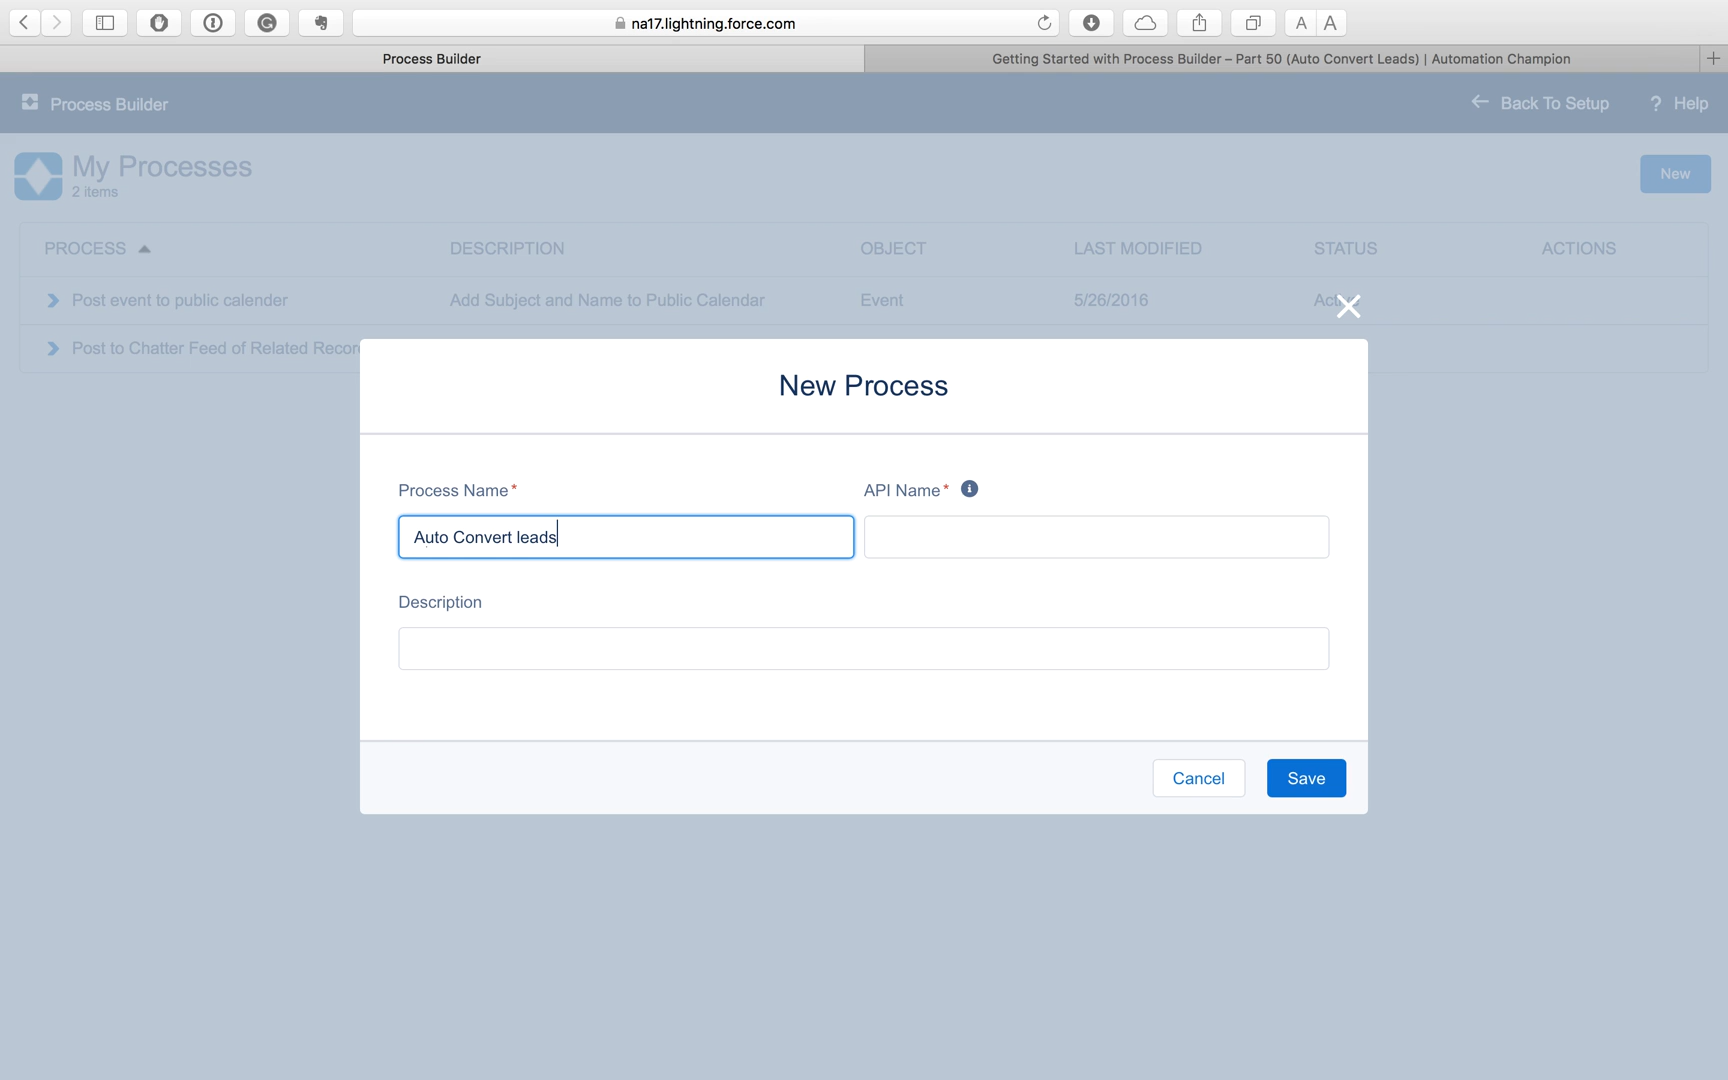 na17.lightning.force.com
A A
Process Builder
Getting Started with Process Builder – Part 50 (Auto Convert Leads) | Automation Champion
Process Builder
Back To Setup
? Help
My Processes
2 items
New
PROCESS DESCRIPTION OBJECT LAST MODIFIED STATUS ACTIONS
Post event to public calender Add Subject and Name to Public Calendar Event 5/26/2016
Post to Chatter Feed of Related
New Process
Process Name* API Name*
Auto Convert leads
Description
Cancel Save